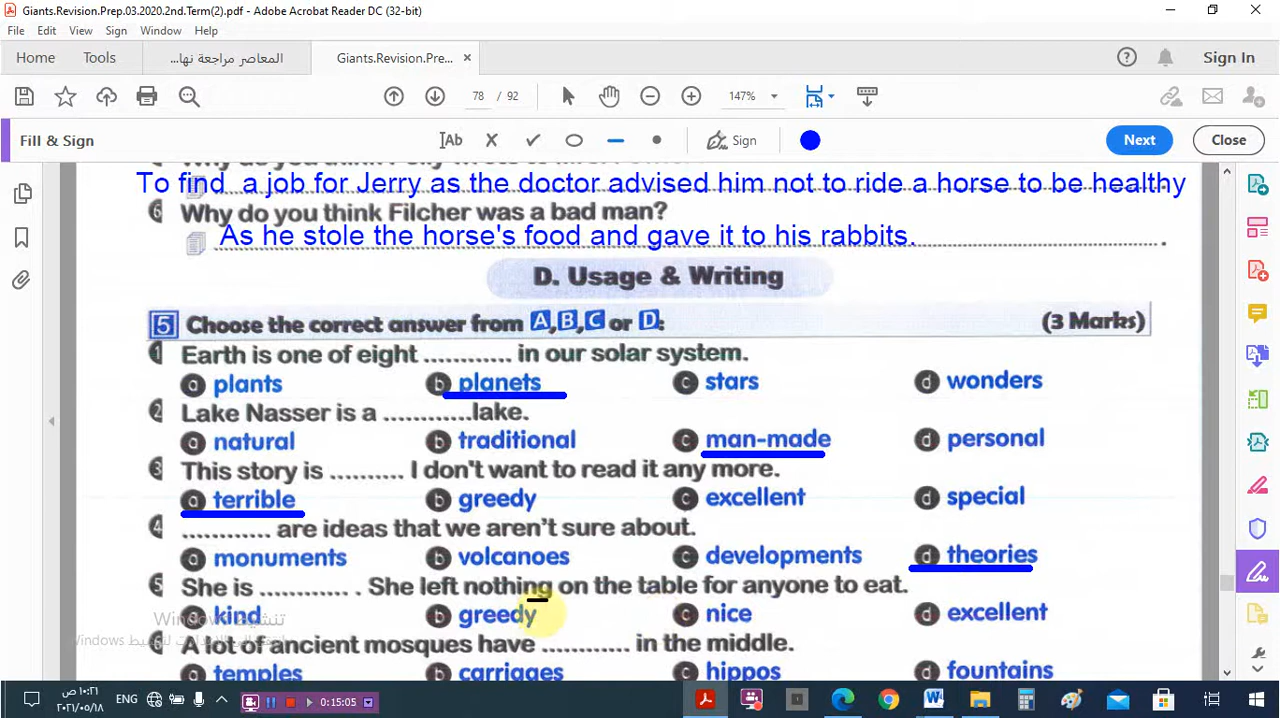 Giants.Revision.Prep.03.2020.2nd.Term(2).pdf - Adobe Acrobat Reader DC (32-bit)
File Edit View Sign Window Help
Home Tools المعاصر مراجعة نها... Giants.Revision.Pre... × Sign In
78 / 92 147%
Fill & Sign Ab Sign Next Close
To find a job for Jerry as the doctor advised him not to ride a horse to be healthy
6 Why do you think Filcher was a bad man?
As he stole the horse's food and gave it to his rabbits.
D. Usage & Writing
5 Choose the correct answer from A,B,C or D: (3 Marks)
1 Earth is one of eight ............ in our solar system.
a plants b planets c stars d wonders
2 Lake Nasser is a ............lake.
a natural b traditional c man-made d personal
3 This story is .......... I don't want to read it any more.
a terrible b greedy c excellent d special
4 ............ are ideas that we aren't sure about.
a monuments b volcanoes c developments d theories
5 She is ............ . She left nothing on the table for anyone to eat.
a kind b greedy c nice d excellent
تنشيط Windows
6 A lot of ancient mosques have ............ in the middle.
a temples b carriages c hippos d fountains
ENG 0:15:05
١٠:٢٦ ص
٢٠٢١/٠٥/١٨